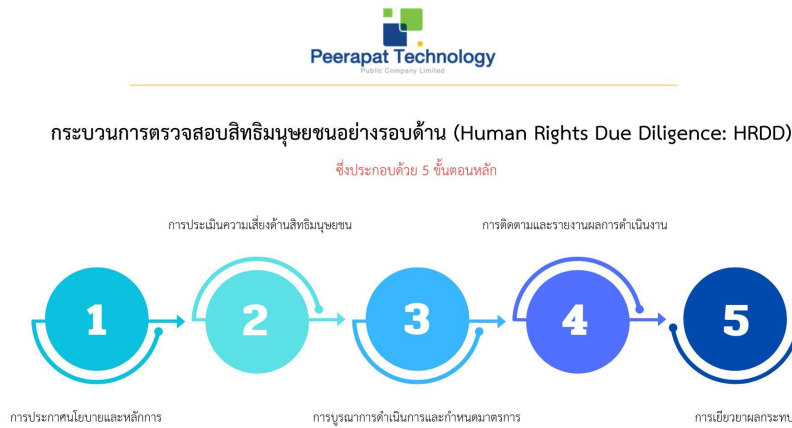 Peerapat Technology
Public Company Limited
กระบวนการตรวจสอบสิทธิมนุษยชนอย่างรอบด้าน (Human Rights Due Diligence: HRDD)
ซึ่งประกอบด้วย 5 ขั้นตอนหลัก
การประเมินความเสี่ยงด้านสิทธิมนุษยชน
การติดตามและรายงานผลการดำเนินงาน
1
2
3
4
5
การประกาศนโยบายและหลักการ
การบูรณาการดำเนินการและกำหนดมาตรการ
การเยียวยาผลกระทบ